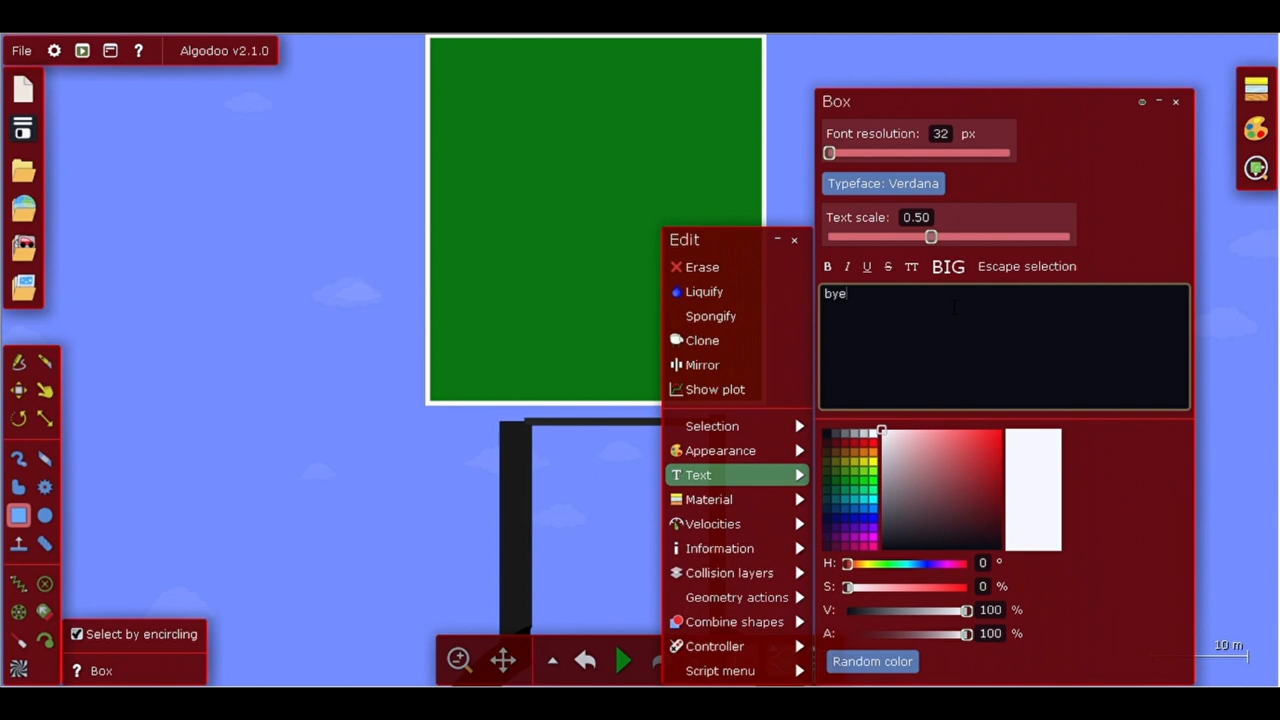 File ? Algodoo v2.1.0
Box
Font resolution: 32 px
Typeface: Verdana
Text scale: 0.50
B I U S TT BIG Escape selection
bye
Edit
Erase
Liquify
Spongify
Clone
Mirror
Show plot
Selection
Appearance
T Text
Material
Velocities
Information
Collision layers
Geometry actions
Combine shapes
Controller
Script menu
H: 0 °
S: 0 %
V: 100 %
A: 100 %
Random color
Select by encircling
? Box
10 m